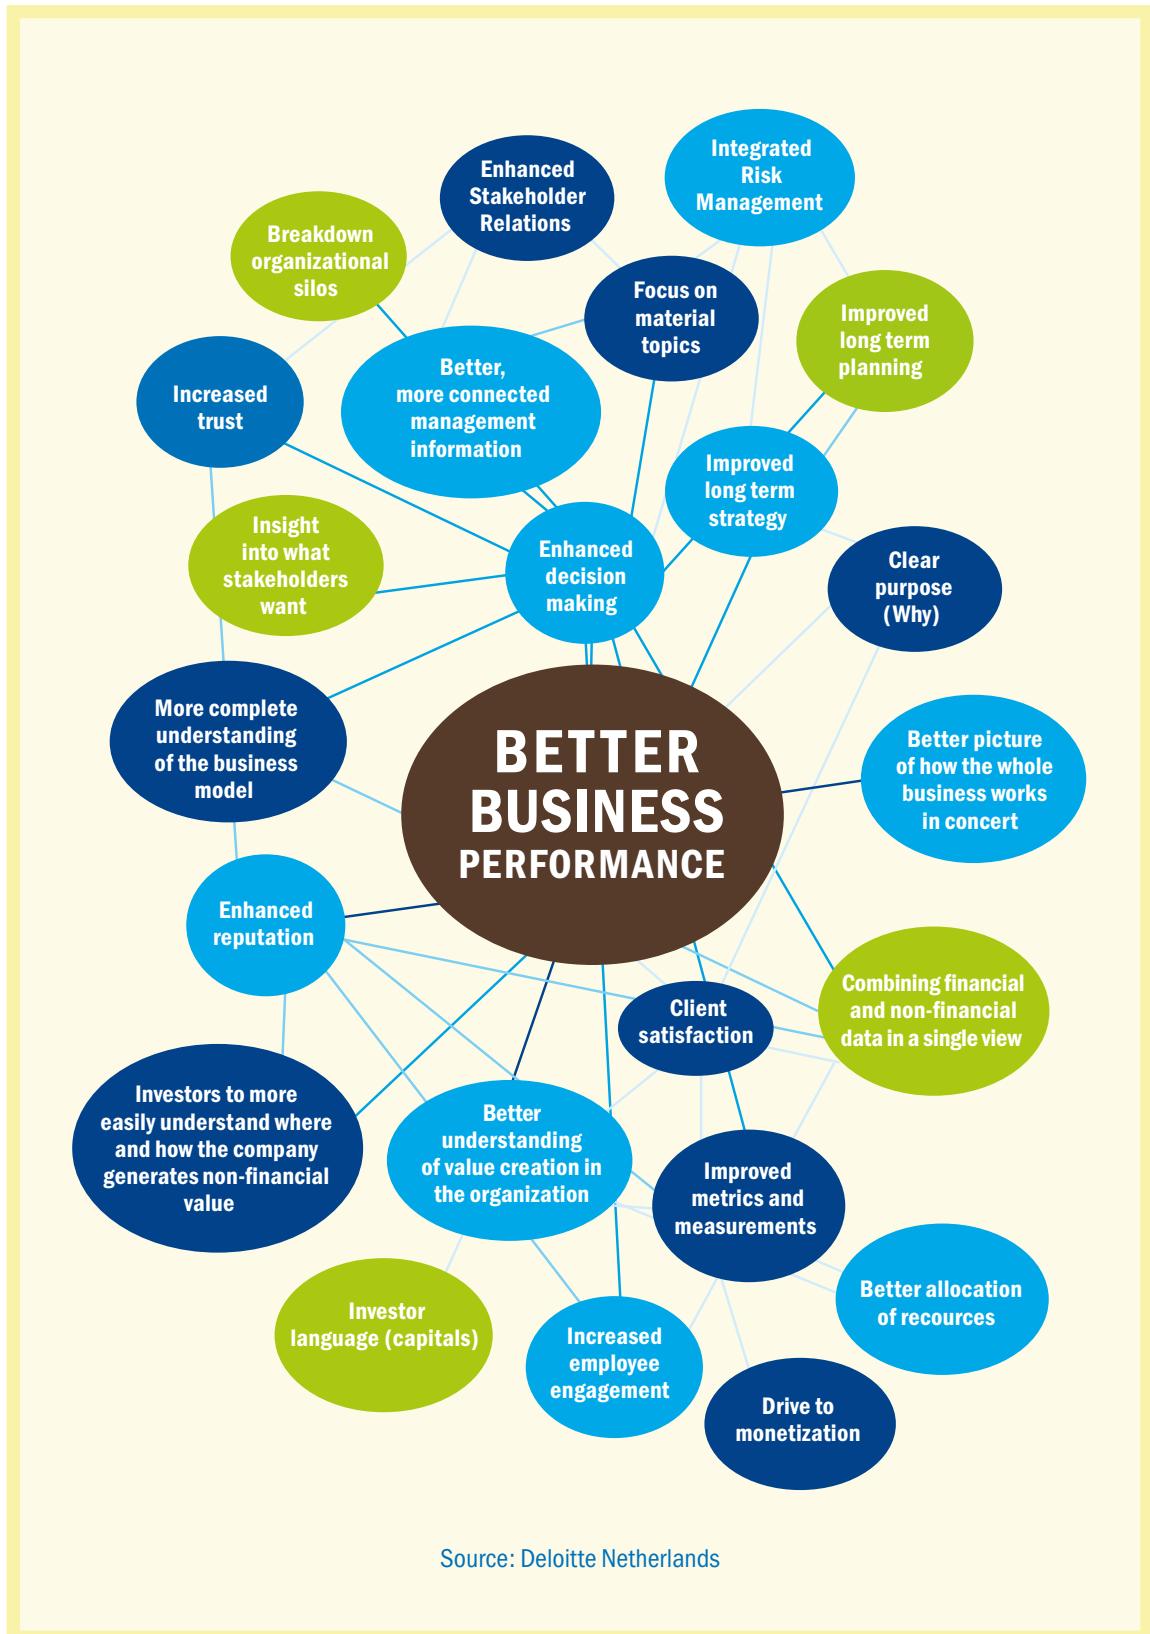 Integrated
Risk
Management
Enhanced
Stakeholder
Relations
Breakdown
organizational
silos
Focus on
material
topics
Improved
long term
planning
Better,
more connected
management
information
Increased
trust
Improved
long term
strategy
Insight
into what
stakeholders
want
Enhanced
decision
making
Clear
purpose
(Why)
More complete
understanding
of the business
model
BETTER
BUSINESS
PERFORMANCE
Better picture
of how the whole
business works
in concert
Enhanced
reputation
Combining financial
and non-financial
data in a single view
Client
satisfaction
Investors to more
easily understand where
and how the company
generates non-financial
value
Better
understanding
of value creation in
the organization
Improved
metrics and
measurements
Better allocation
of recources
Investor
language (capitals)
Increased
employee
engagement
Drive to
monetization
Source: Deloitte Netherlands